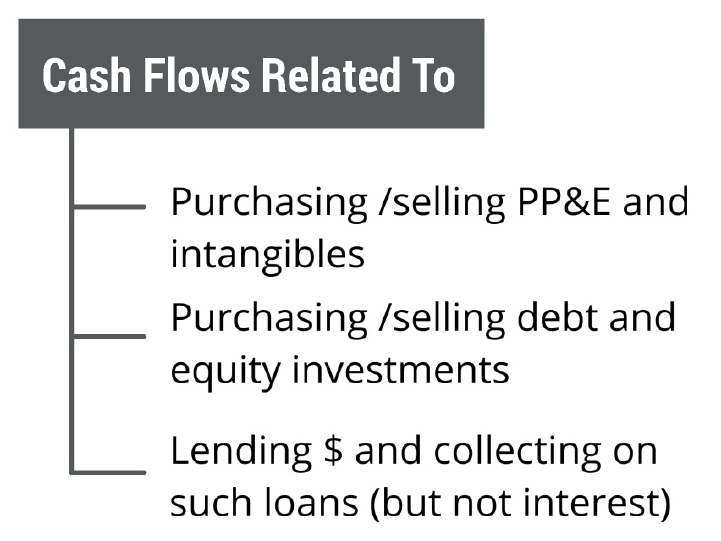 Cash Flows Related To
Purchasing /selling PP&E and
intangibles
Purchasing /selling debt and
equity investments
Lending $ and collecting on
such loans (but not interest)